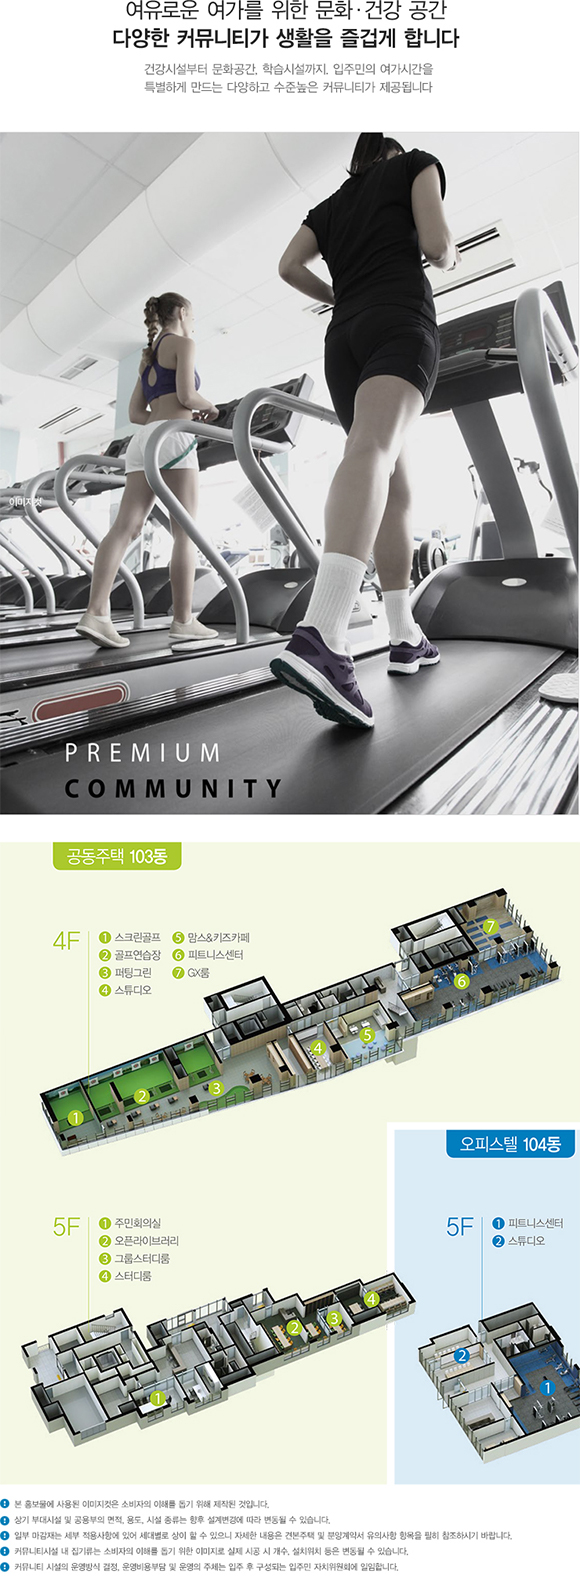 여유로운 여가를 위한 문화·건강 공간
다양한 커뮤니티가 생활을 즐겁게 합니다
건강시설부터 문화공간, 학습시설까지, 입주민의 여가시간을
특별하게 만드는 다양하고 수준높은 커뮤니티가 제공됩니다
이미지컷
PREMIUM
COMMUNITY
공동주택 103동
4F
1 스크린골프
2 골프연습장
3 퍼팅그린
4 스튜디오
5 맘스&키즈카페
6 피트니스센터
7 GX룸
7
6
5
4
3
2
1
5F
1 주민회의실
2 오픈라이브러리
3 그룹스터디룸
4 스터디룸
4
3
2
1
오피스텔 104동
5F
1 피트니스센터
2 스튜디오
2
1
! 본 홍보물에 사용된 이미지컷은 소비자의 이해를 돕기 위해 제작된 것입니다.
! 상기 부대시설 및 공용부의 면적, 용도, 시설 종류는 향후 설계변경에 따라 변동될 수 있습니다.
! 일부 마감재는 세부 적용사항에 있어 세대별로 상이 할 수 있으니 자세한 내용은 견본주택 및 분양계약서 유의사항 항목을 필히 참조하시기 바랍니다.
! 커뮤니티시설 내 집기류는 소비자의 이해를 돕기 위한 이미지로 실제 시공 시 개수, 설치위치 등은 변동될 수 있습니다.
! 커뮤니티 시설의 운영방식 결정, 운영비용부담 및 운영의 주체는 입주 후 구성되는 입주민 자치위원회에 일임합니다.